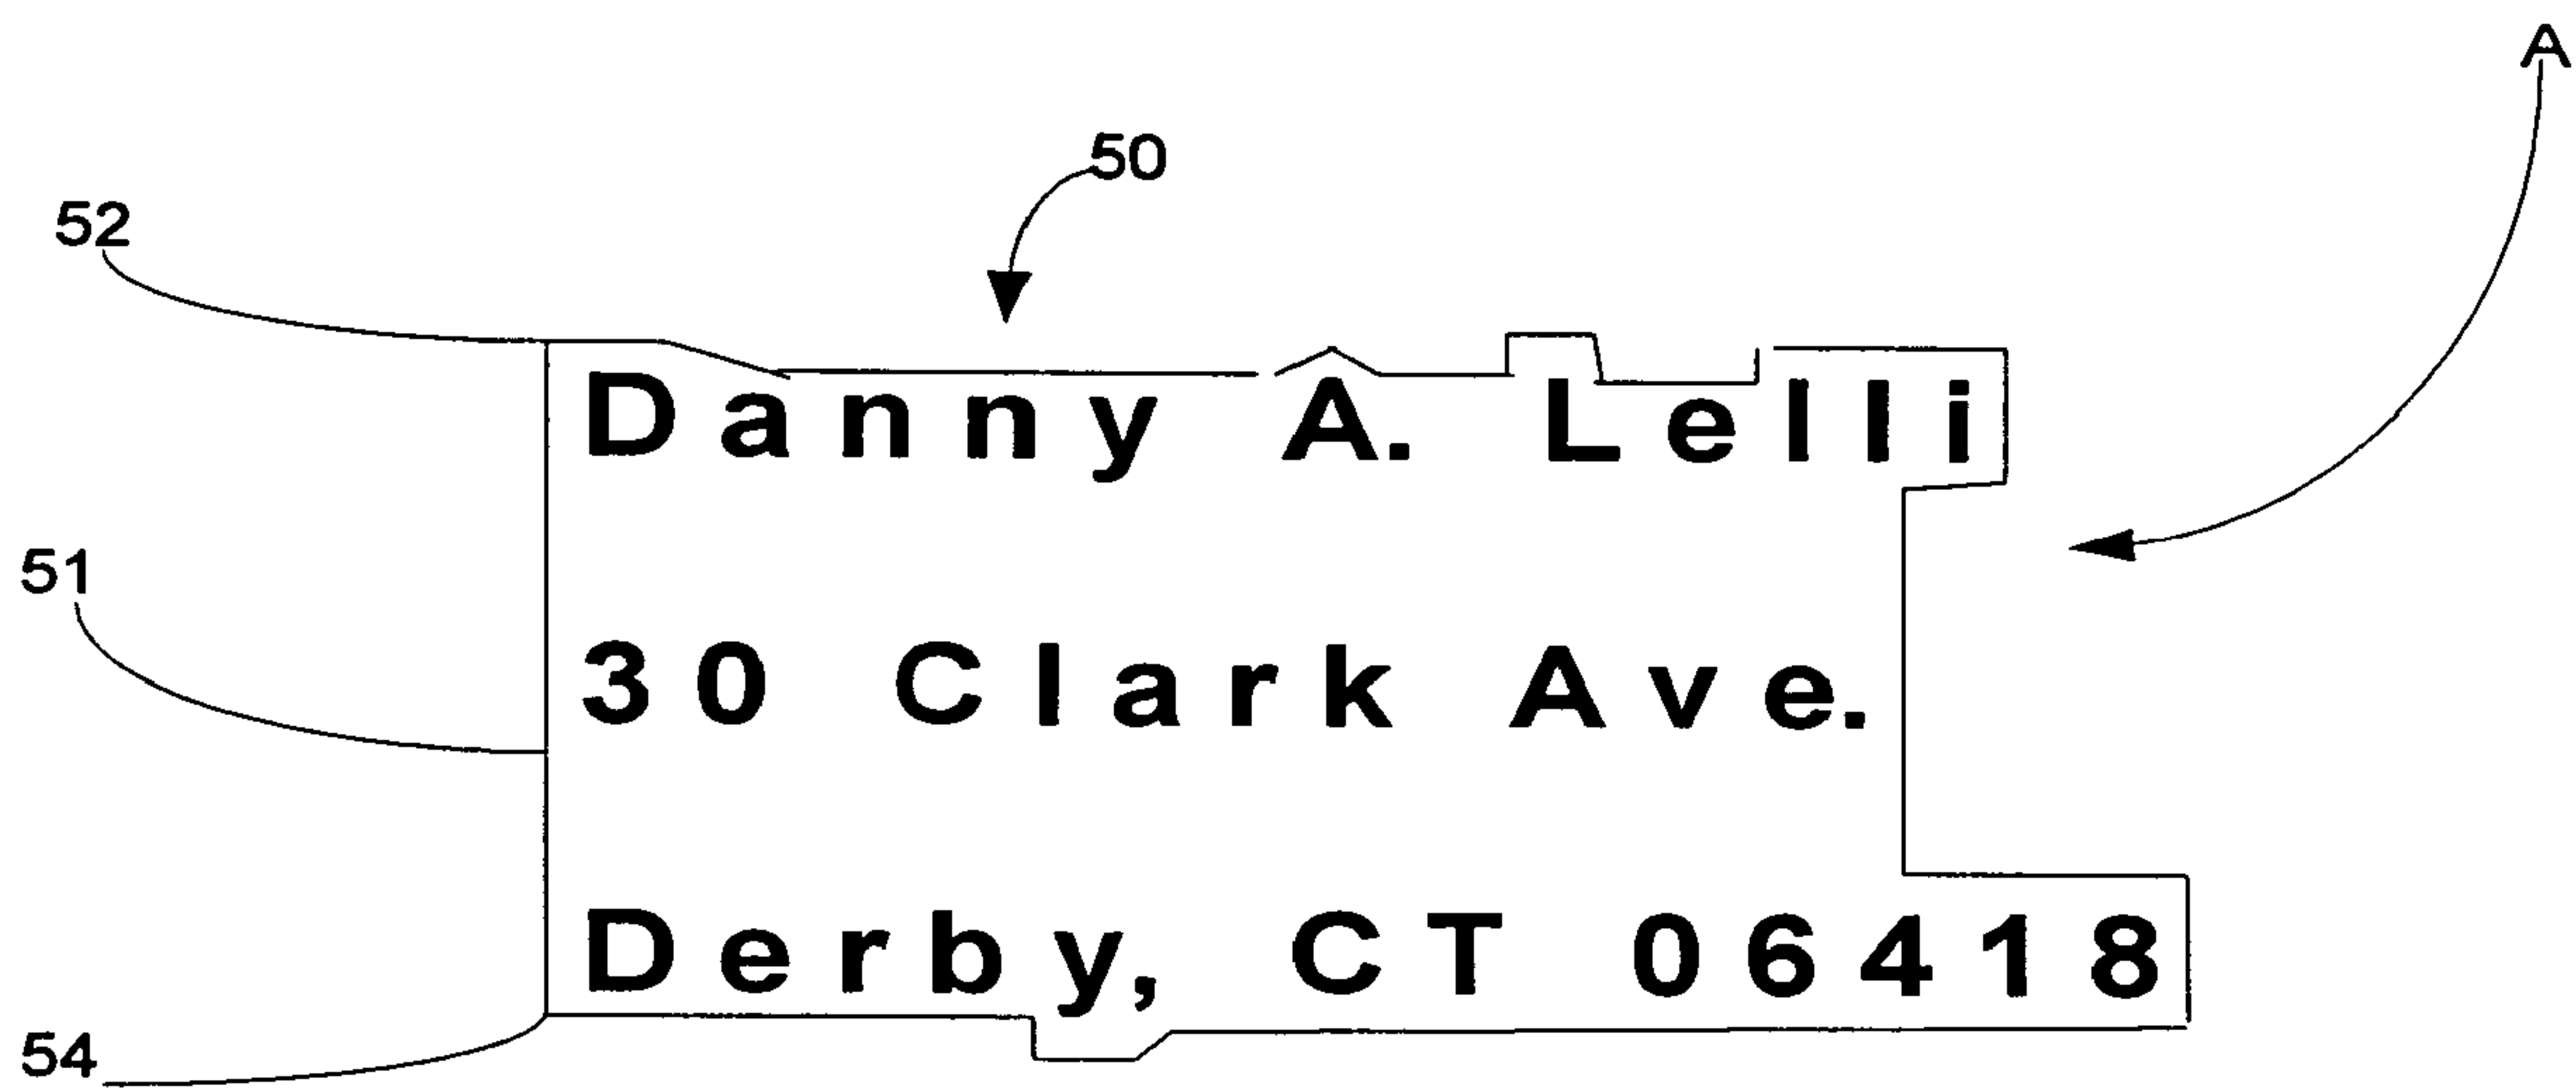 A
50
52
Danny A. Lelli
51
30 Clark Ave.
Derby, CT 06418
54